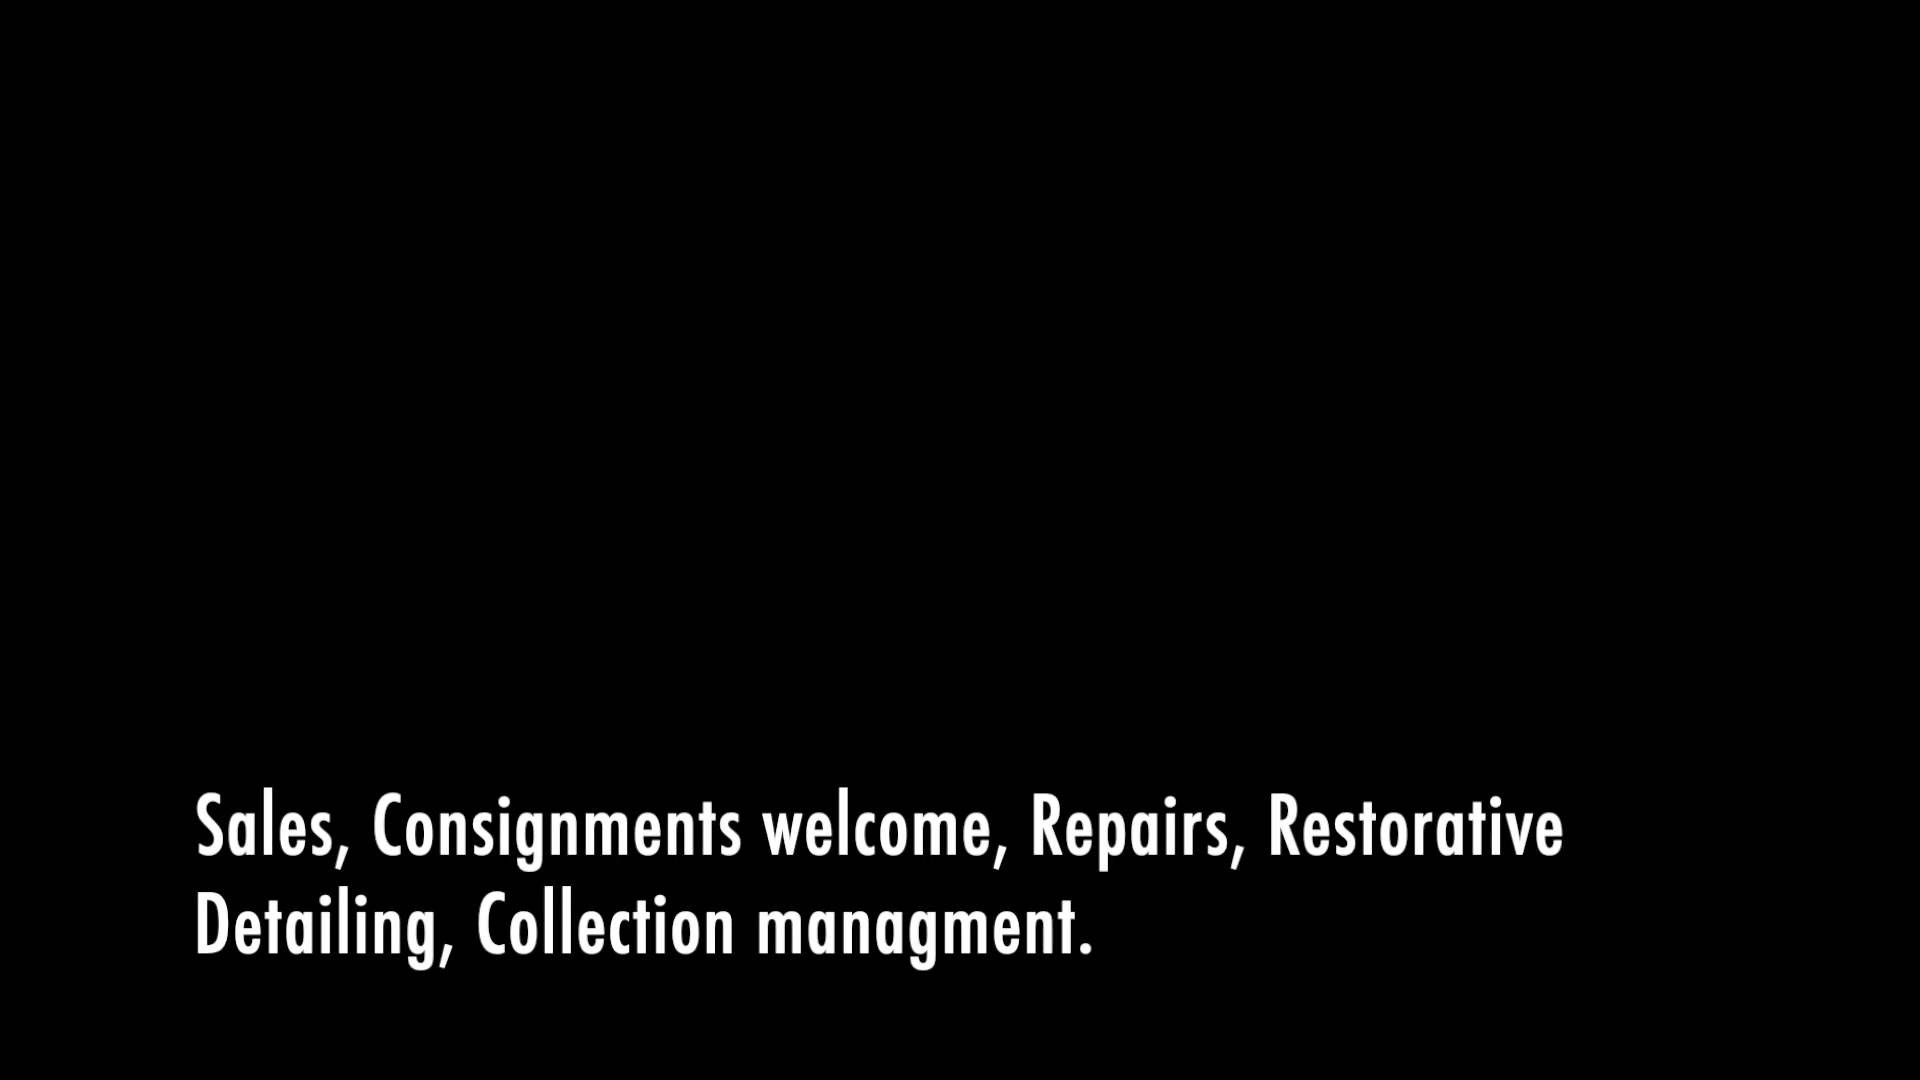 Sales, Consignments welcome, Repairs, Restorative
Detailing, Collection managment.